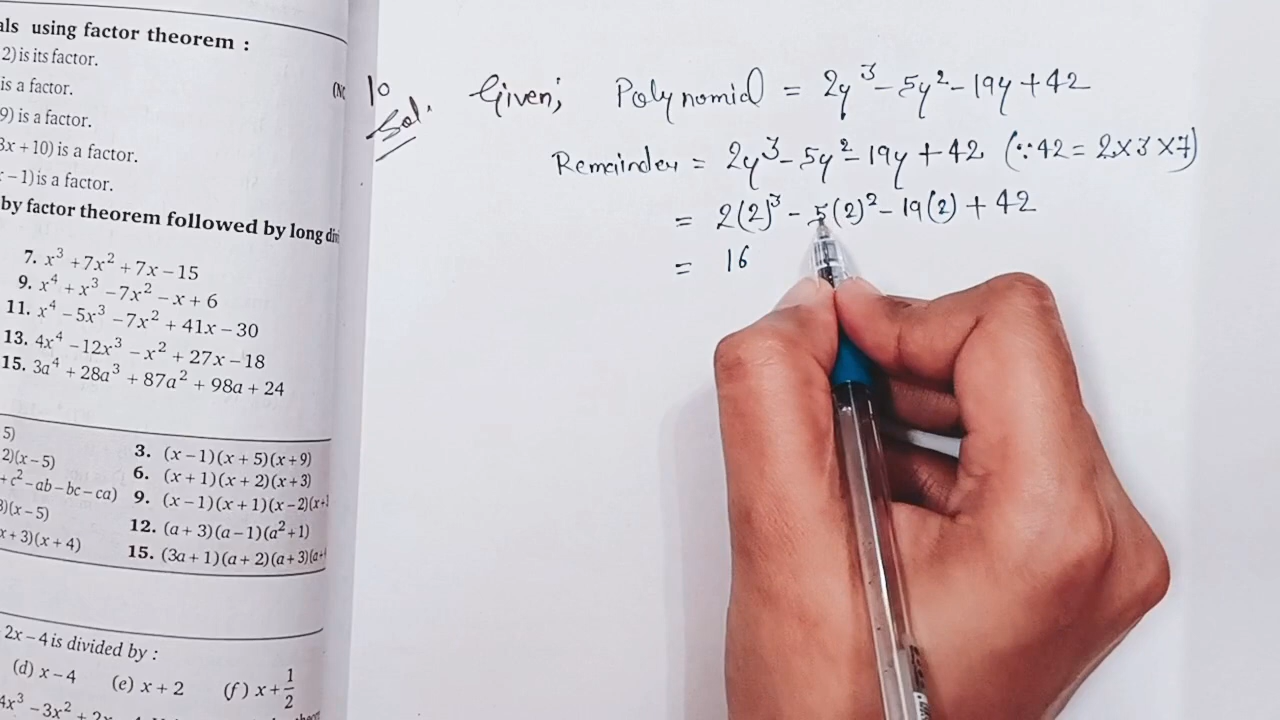 als using factor theorem :
2) is its factor.
is a factor.
9) is a factor.
3x + 10) is a factor.
x − 1) is a factor.
by factor theorem followed by long
7. x³ + 7x² + 7x − 15
9. x⁴ + x³ − 7x² − x + 6
11. x⁴ − 5x³ − 7x² + 41x − 30
13. 4x⁴ − 12x³ − x² + 27x − 18
15. 3a⁴ + 28a³ + 87a² + 98a + 24
5)
2)(x − 5)
+ c² − ab − bc − ca)
)(x − 5)
x + 3)(x + 4)
3. (x − 1)(x + 5)(x + 9)
6. (x + 1)(x + 2)(x + 3)
9. (x − 1)(x + 1)(x − 2)(x +
12. (a + 3)(a − 1)(a² + 1)
15. (3a + 1)(a + 2)(a + 3)(a +
2x − 4 is divided by :
(d) x − 4 (e) x + 2 (f) x + 1/2
4x³ − 3x² + 2x
10
Sol. Given; Polynomial = 2y³ − 5y² − 19y + 42
Remainder = 2y³ − 5y² − 19y + 42 (∵ 42 = 2 × 3 × 7)
= 2(2)³ − 5(2)² − 19(2) + 42
= 16